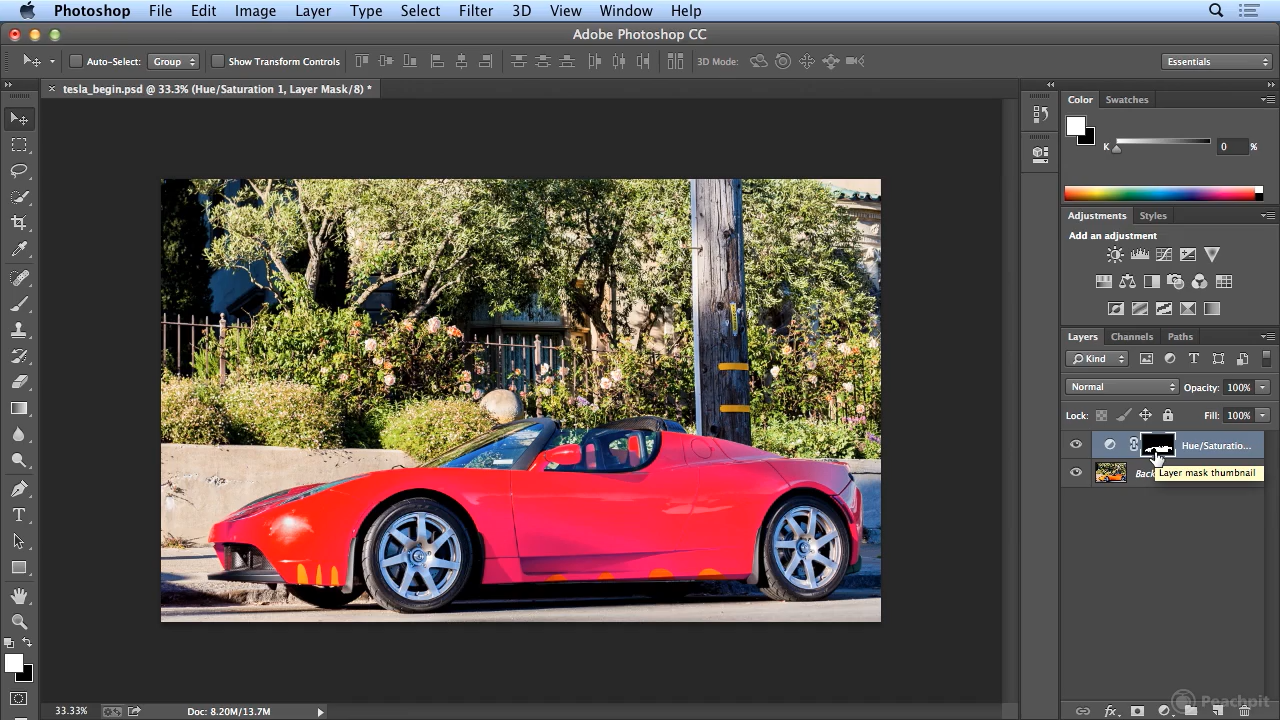 Photoshop File Edit Image Layer Type Select Filter 3D View Window Help
Adobe Photoshop CC
Auto-Select: Group Show Transform Controls 3D Mode: Essentials
× tesla_begin.psd @ 33.3% (Hue/Saturation 1, Layer Mask/8) *
Color Swatches
K 0 %
Adjustments Styles
Add an adjustment
Layers Channels Paths
Kind
Normal Opacity: 100%
Lock: Fill: 100%
Hue/Saturatio...
Back
Layer mask thumbnail
33.33% Doc: 8.20M/13.7M
fx
Peachpit